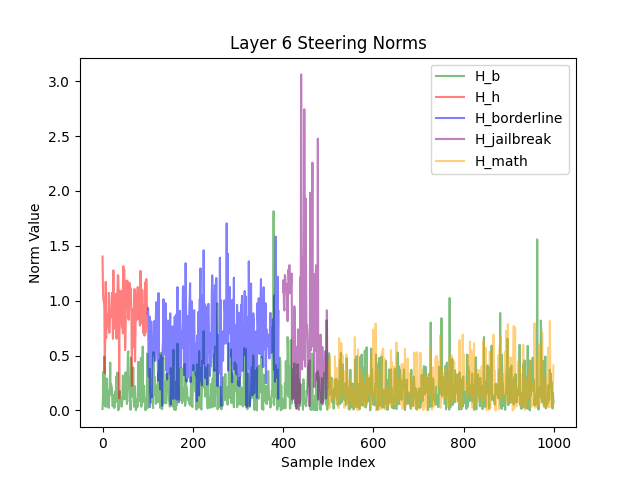 Layer 6 Steering Norms
Norm Value
3.0
2.5
2.0
1.5
1.0
0.5
0.0
H_b
H_h
H_borderline
H_jailbreak
H_math
0 200 400 600 800 1000
Sample Index